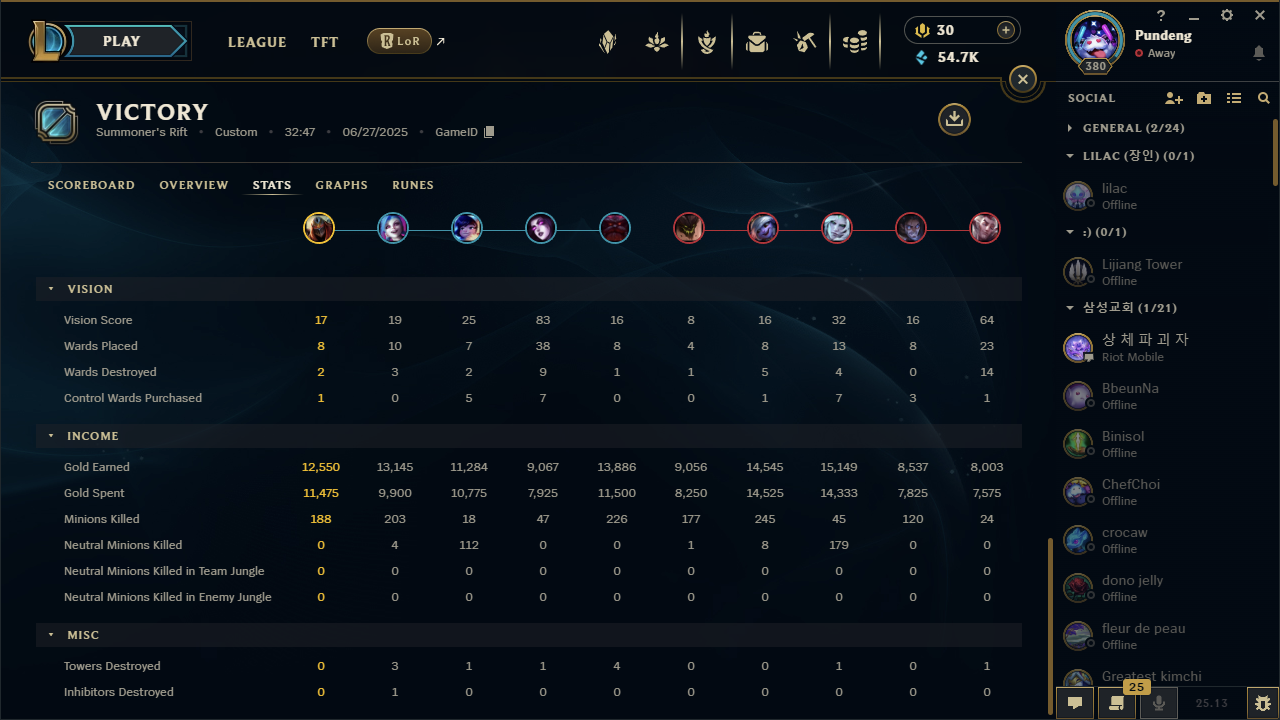 PLAY
LEAGUE
TFT
LoR
30
54.7K
?
Pundeng
Away
380
VICTORY
Summoner's Rift • Custom • 32:47 • 06/27/2025 • GameID
SCOREBOARD OVERVIEW STATS GRAPHS RUNES
VISION
Vision Score 17 19 25 83 16 8 16 32 16 64
Wards Placed 8 10 7 38 8 4 8 13 8 23
Wards Destroyed 2 3 2 9 1 1 5 4 0 14
Control Wards Purchased 1 0 5 7 0 0 1 7 3 1
INCOME
Gold Earned 12,550 13,145 11,284 9,067 13,886 9,056 14,545 15,149 8,537 8,003
Gold Spent 11,475 9,900 10,775 7,925 11,500 8,250 14,525 14,333 7,825 7,575
Minions Killed 188 203 18 47 226 177 245 45 120 24
Neutral Minions Killed 0 4 112 0 0 1 8 179 0 0
Neutral Minions Killed in Team Jungle 0 0 0 0 0 0 0 0 0 0
Neutral Minions Killed in Enemy Jungle 0 0 0 0 0 0 0 0 0 0
MISC
Towers Destroyed 0 3 1 1 4 0 0 1 0 1
Inhibitors Destroyed 0 1 0 0 0 0 0 0 0 0
SOCIAL
GENERAL (2/24)
LILAC (장인) (0/1)
lilac
Offline
:) (0/1)
Lijiang Tower
Offline
삼성교회 (1/21)
상 체 파 괴 자
Riot Mobile
BbeunNa
Offline
Binisol
Offline
ChefChoi
Offline
crocaw
Offline
dono jelly
Offline
fleur de peau
Offline
Greatest kimchi
25
25.13